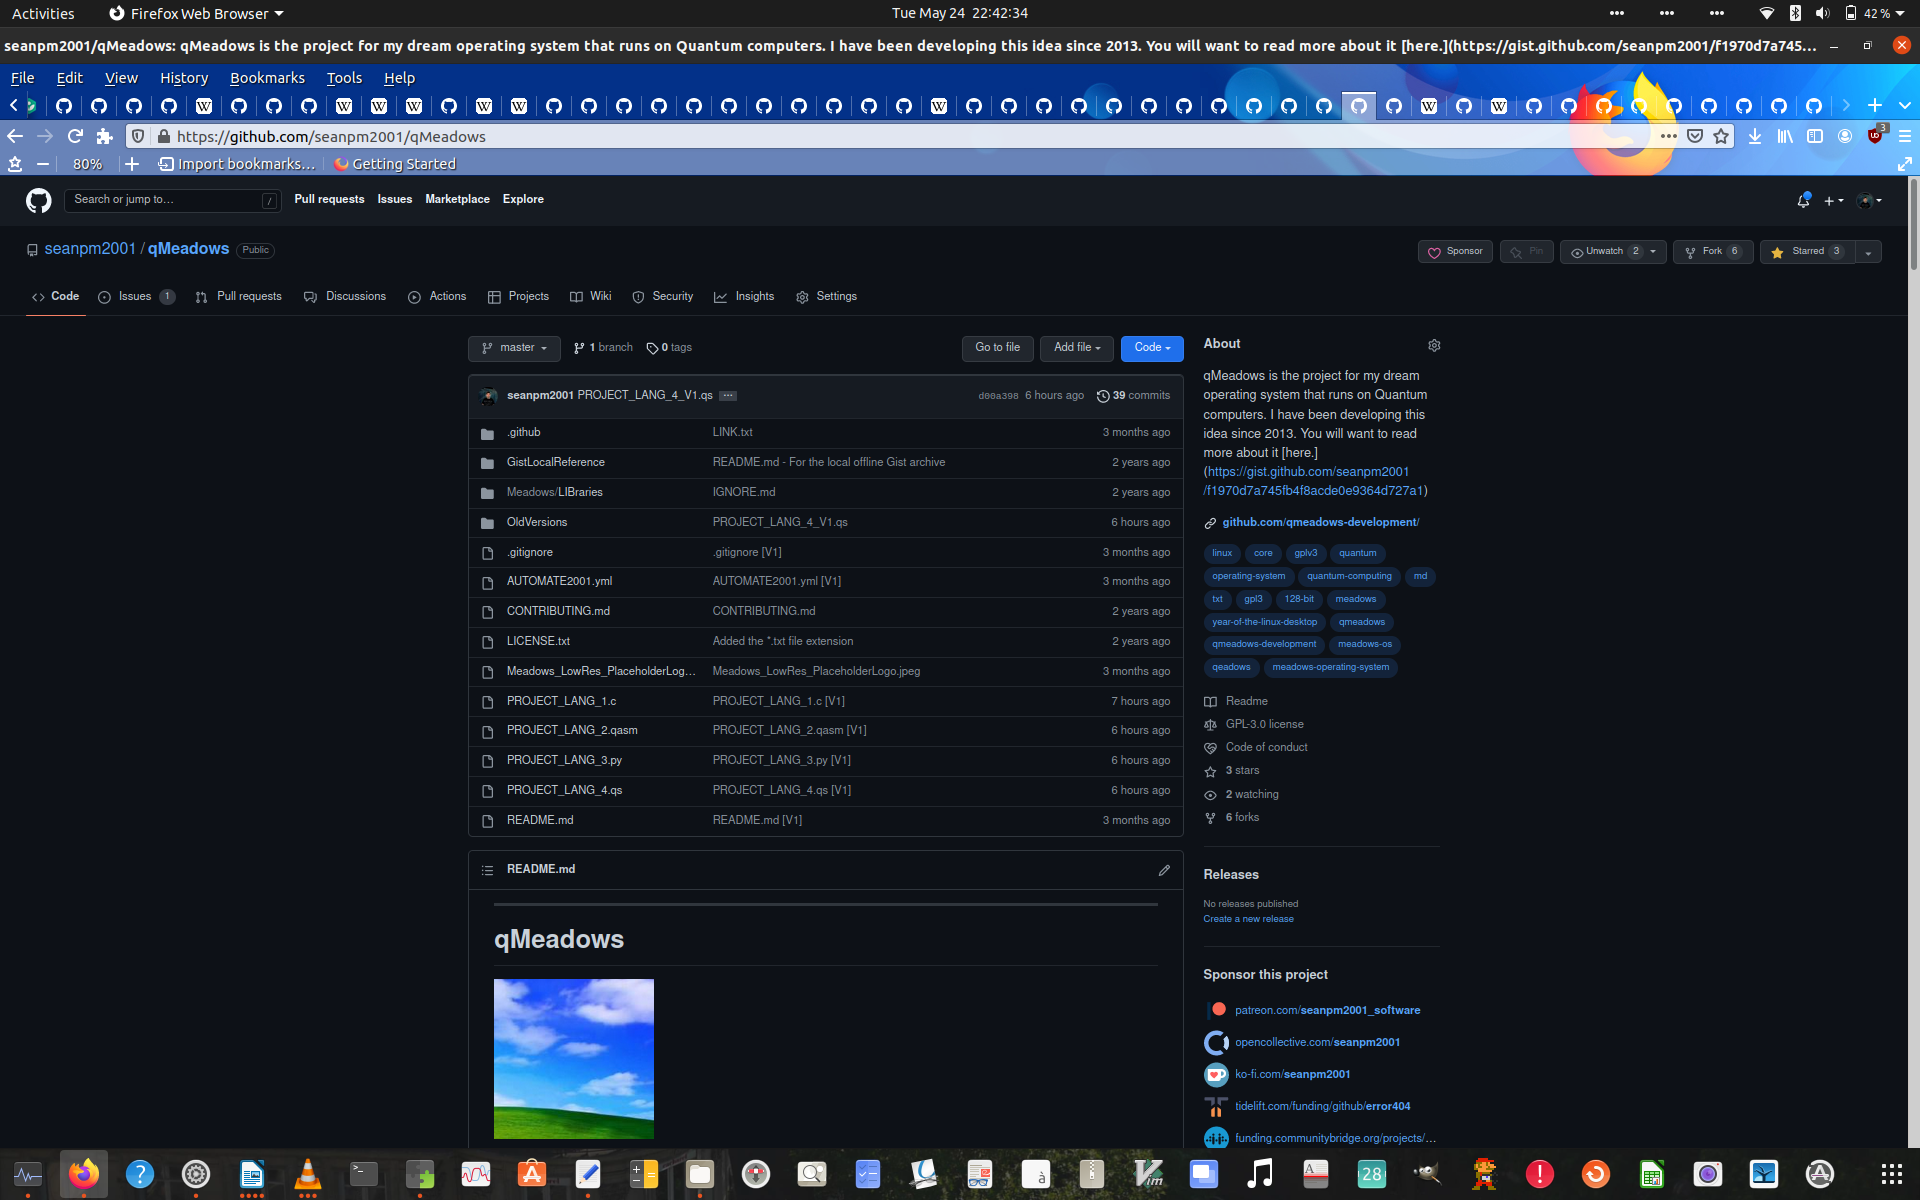 Activities Firefox Web Browser Tue May 24 22:42:34 42 %
seanpm2001/qMeadows: qMeadows is the project for my dream operating system that runs on Quantum computers. I have been developing this idea since 2013. You will want to read more about it [here.](https://gist.github.com/seanpm2001/f1970d7a745…
File Edit View History Bookmarks Tools Help
https://github.com/seanpm2001/qMeadows 3
80% Import bookmarks… Getting Started
Search or jump to… / Pull requests Issues Marketplace Explore
seanpm2001 / qMeadows Public Sponsor Pin Unwatch 2 Fork 6 Starred 3
Code Issues 1 Pull requests Discussions Actions Projects Wiki Security Insights Settings
master 1 branch 0 tags Go to file Add file Code
seanpm2001 PROJECT_LANG_4_V1.qs ... d00a398 6 hours ago 39 commits
.github LINK.txt 3 months ago
GistLocalReference README.md - For the local offline Gist archive 2 years ago
Meadows/LIBraries IGNORE.md 2 years ago
OldVersions PROJECT_LANG_4_V1.qs 6 hours ago
.gitignore .gitignore [V1] 3 months ago
AUTOMATE2001.yml AUTOMATE2001.yml [V1] 3 months ago
CONTRIBUTING.md CONTRIBUTING.md 2 years ago
LICENSE.txt Added the *.txt file extension 2 years ago
Meadows_LowRes_PlaceholderLog… Meadows_LowRes_PlaceholderLogo.jpeg 3 months ago
PROJECT_LANG_1.c PROJECT_LANG_1.c [V1] 7 hours ago
PROJECT_LANG_2.qasm PROJECT_LANG_2.qasm [V1] 6 hours ago
PROJECT_LANG_3.py PROJECT_LANG_3.py [V1] 6 hours ago
PROJECT_LANG_4.qs PROJECT_LANG_4.qs [V1] 6 hours ago
README.md README.md [V1] 3 months ago
README.md
qMeadows
About
qMeadows is the project for my dream
operating system that runs on Quantum
computers. I have been developing this
idea since 2013. You will want to read
more about it [here.]
(https://gist.github.com/seanpm2001
/f1970d7a745fb4f8acde0e9364d727a1)
github.com/qmeadows-development/
linux core gplv3 quantum
operating-system quantum-computing md
txt gpl3 128-bit meadows
year-of-the-linux-desktop qmeadows
qmeadows-development meadows-os
qeadows meadows-operating-system
Readme
GPL-3.0 license
Code of conduct
3 stars
2 watching
6 forks
Releases
No releases published
Create a new release
Sponsor this project
patreon.com/seanpm2001_software
opencollective.com/seanpm2001
ko-fi.com/seanpm2001
tidelift.com/funding/github/error404
funding.communitybridge.org/projects/…
28